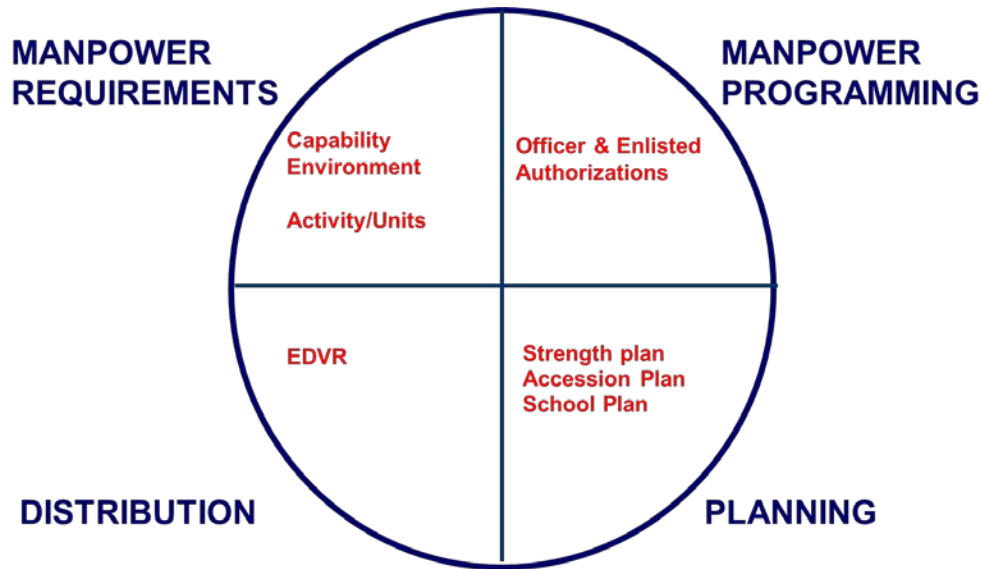 MANPOWER
REQUIREMENTS
MANPOWER
PROGRAMMING
Capability
Environment
Activity/Units
Officer & Enlisted
Authorizations
EDVR
Strength plan
Accession Plan
School Plan
DISTRIBUTION
PLANNING